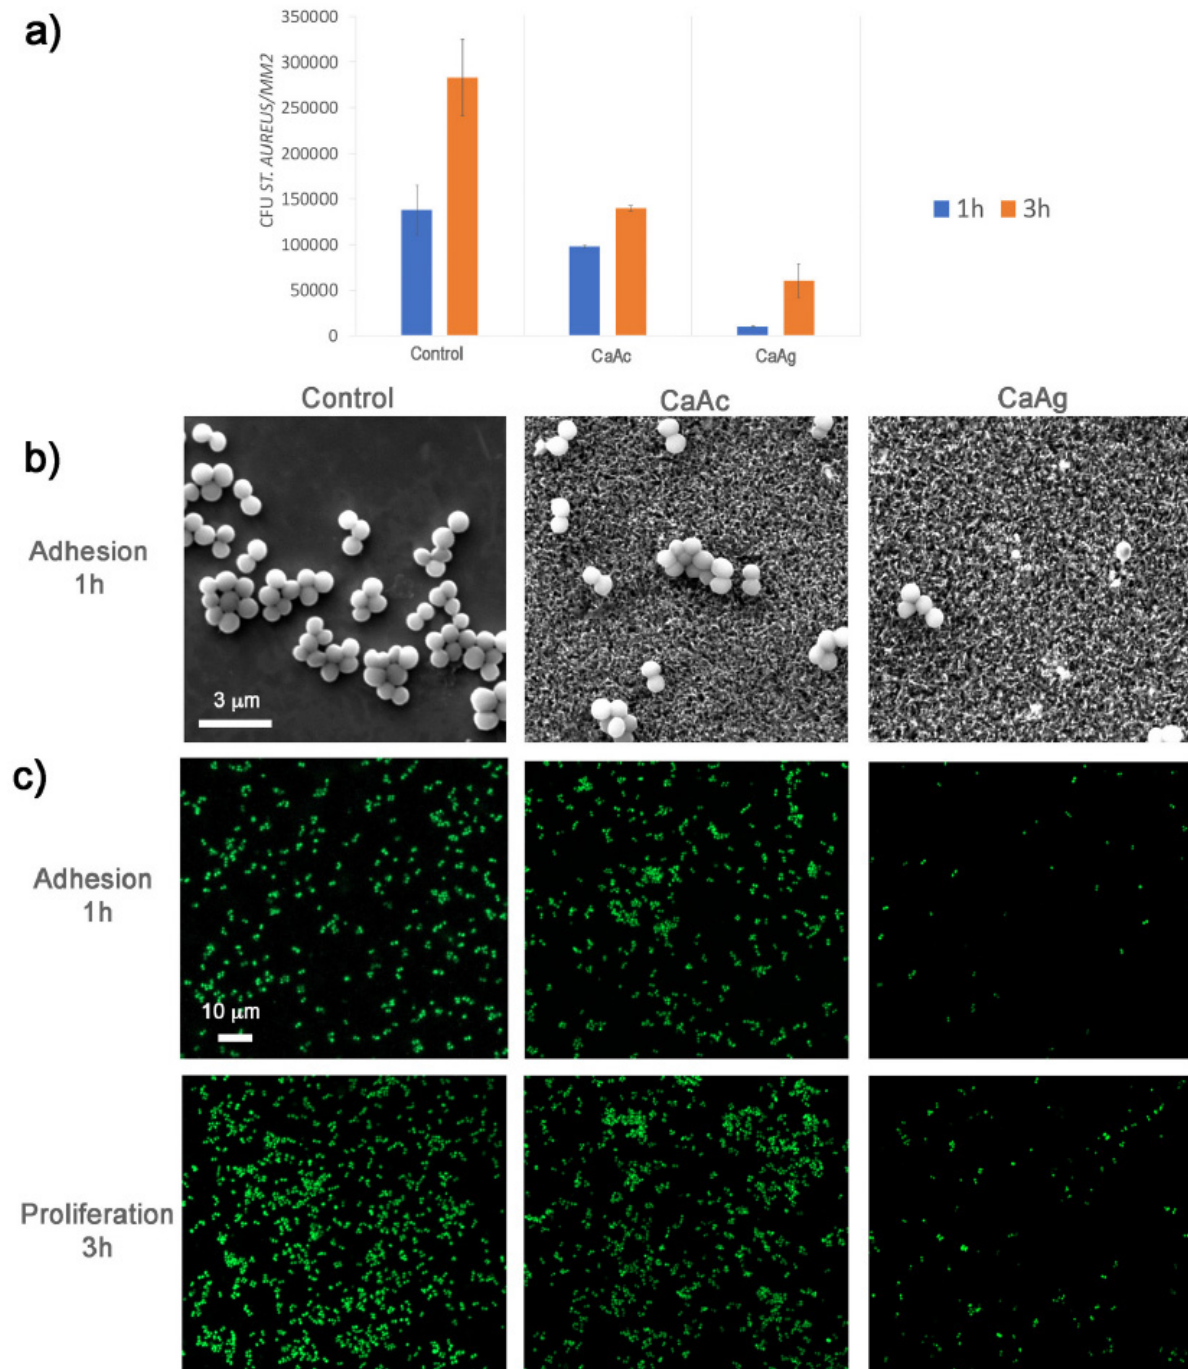 a)
350000
300000
250000
200000
150000
100000
50000
0
CFU ST. AUREUS/MM2
Control
CaAc
CaAg
1h
3h
Control
CaAc
CaAg
b)
Adhesion
1h
3 μm
c)
Adhesion
1h
10 μm
Proliferation
3h